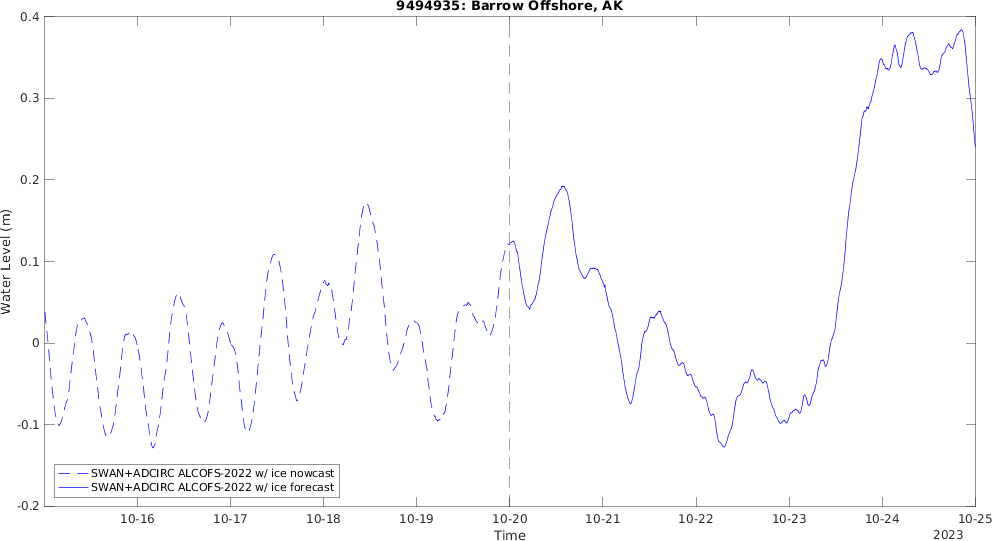 9494935: Barrow Offshore, AK
Water Level (m)
0.4
0.3
0.2
0.1
0
-0.1
-0.2
SWAN+ADCIRC ALCOFS-2022 w/ ice nowcast
SWAN+ADCIRC ALCOFS-2022 w/ ice forecast
10-16 10-17 10-18 10-19 10-20 10-21 10-22 10-23 10-24 10-25
Time
2023